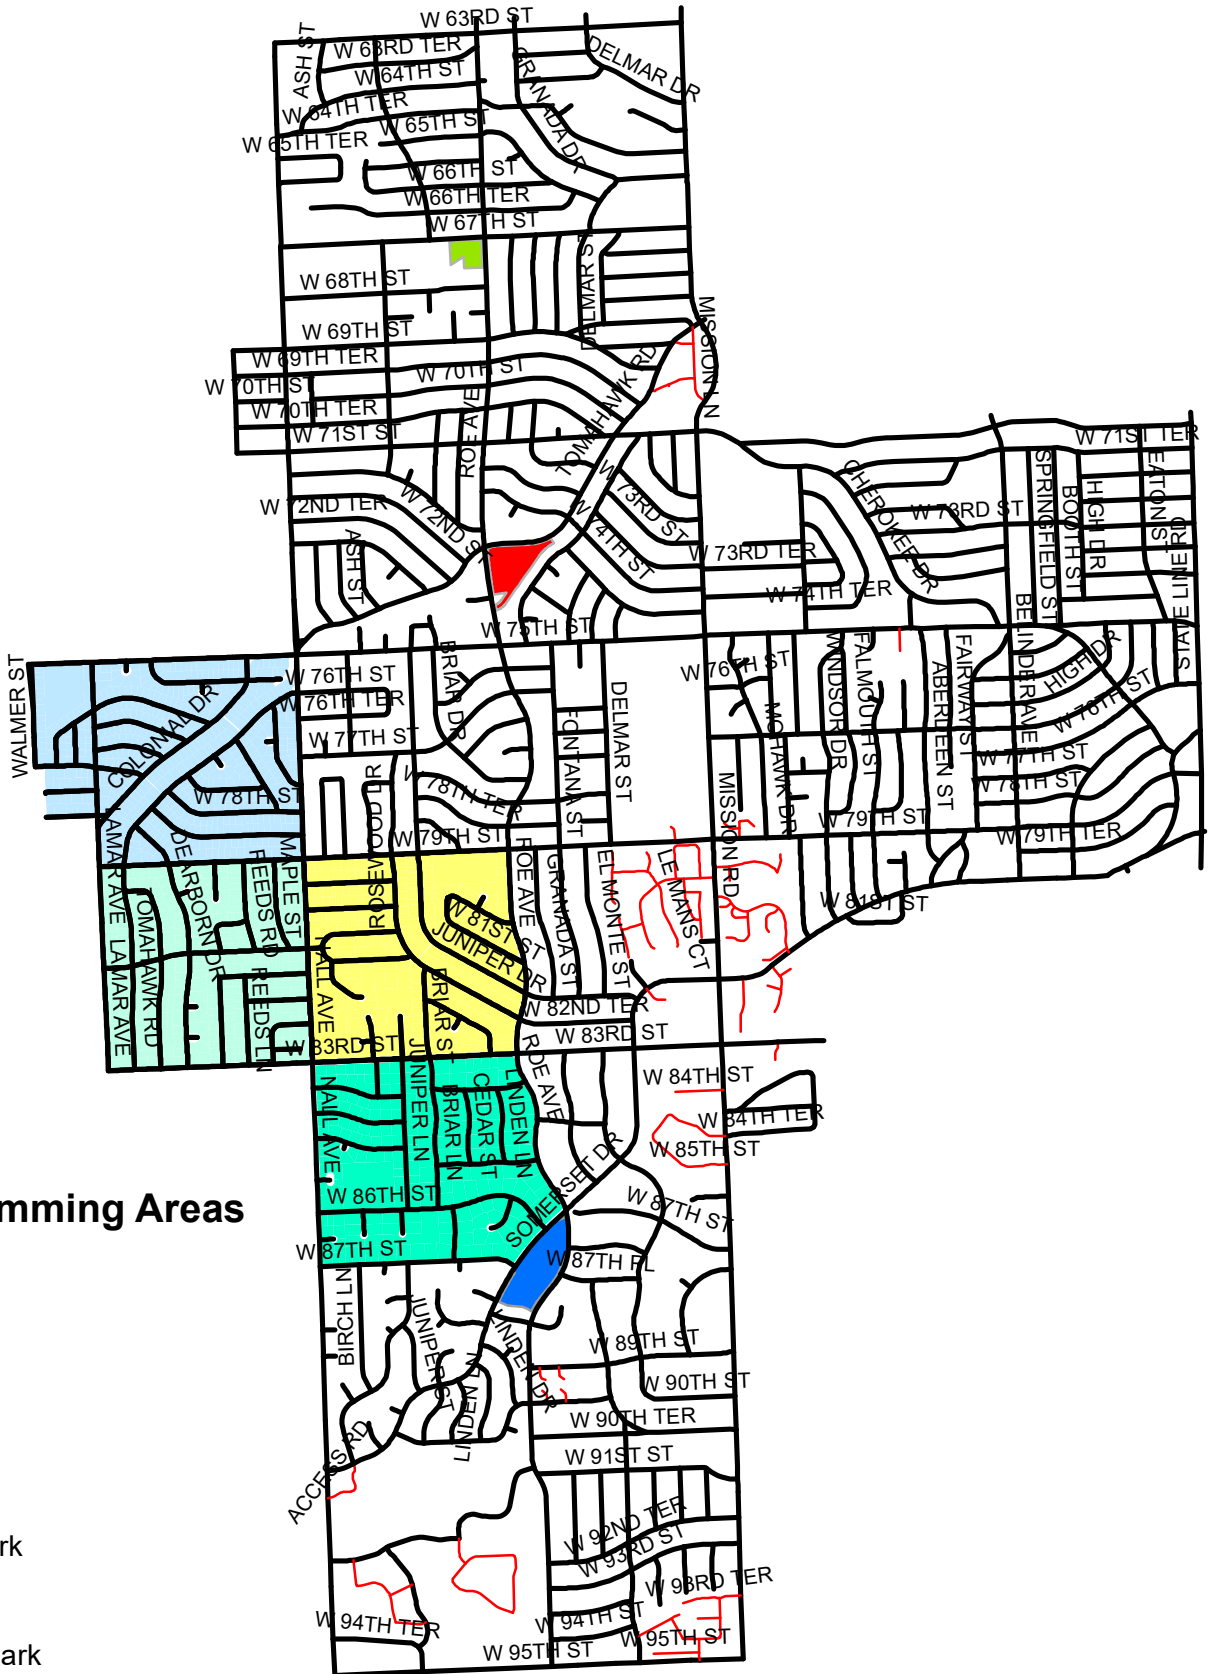 W 63RD ST
W 63RD TER
ASH ST
DELMAR DR
W 64TH ST
GRANADA DR
W 64TH TER
W 65TH ST
W 65TH TER
W 66TH ST
W 66TH TER
W 67TH ST
DELMAR ST
W 68TH ST
MISSION LN
W 69TH ST
W 69TH TER
TOMAHAWK RD
W 70TH ST
W 70TH ST
W 70TH TER
ROE AVE
W 71ST ST
W 71ST TER
CHEROKEE DR
SPRINGFIELD ST
BOOTH ST
HIGH DR
EATON ST
STATE LINE RD
W 72ND TER
W 72ND ST
W 73RD ST
W 73RD ST
W 74TH ST
ASH ST
W 73RD TER
W 74TH TER
W 75TH ST
BELINDER AVE
WALMER ST
COLONIAL DR
W 76TH ST
W 76TH TER
BRIAR DR
W 76TH ST
MOHAWK DR
WINDSOR DR
FALMOUTH ST
ABERDEEN ST
FAIRWAY ST
HIGH DR
W 76TH ST
FONTANA ST
DELMAR ST
W 77TH ST
W 77TH ST
W 78TH ST
W 78TH ST
W 78TH TER
ROSEWOOD DR
MISSION RD
W 79TH ST
W 79TH ST
W 79TH TER
LAMAR AVE
DEARBORN DR
REEDS RD
MAPLE ST
TOMAHAWK RD
ROE AVE
GRANADA ST
EL MONTE ST
LE MANS CT
W 81ST ST
W 81ST ST
JUNIPER DR
LAMAR AVE
REEDS LN
NALL AVE
BRIAR ST
W 82ND TER
W 83RD ST
W 83RD ST
ROE AVE
JUNIPER LN
NALL AVE
BRIAR LN
CEDAR ST
LINDEN LN
W 84TH ST
W 84TH TER
W 85TH ST
SOMERSET DR
W 86TH ST
mming Areas
W 87TH ST
W 87TH ST
W 87TH PL
BIRCH LN
JUNIPER ST
LINDEN DR
LINDEN LN
W 89TH ST
W 90TH ST
W 90TH TER
W 91ST ST
ACCESS RD
W 92ND TER
W 93RD ST
rk
W 93RD TER
W 94TH TER
W 94TH ST
W 95TH ST
W 95TH ST
ark